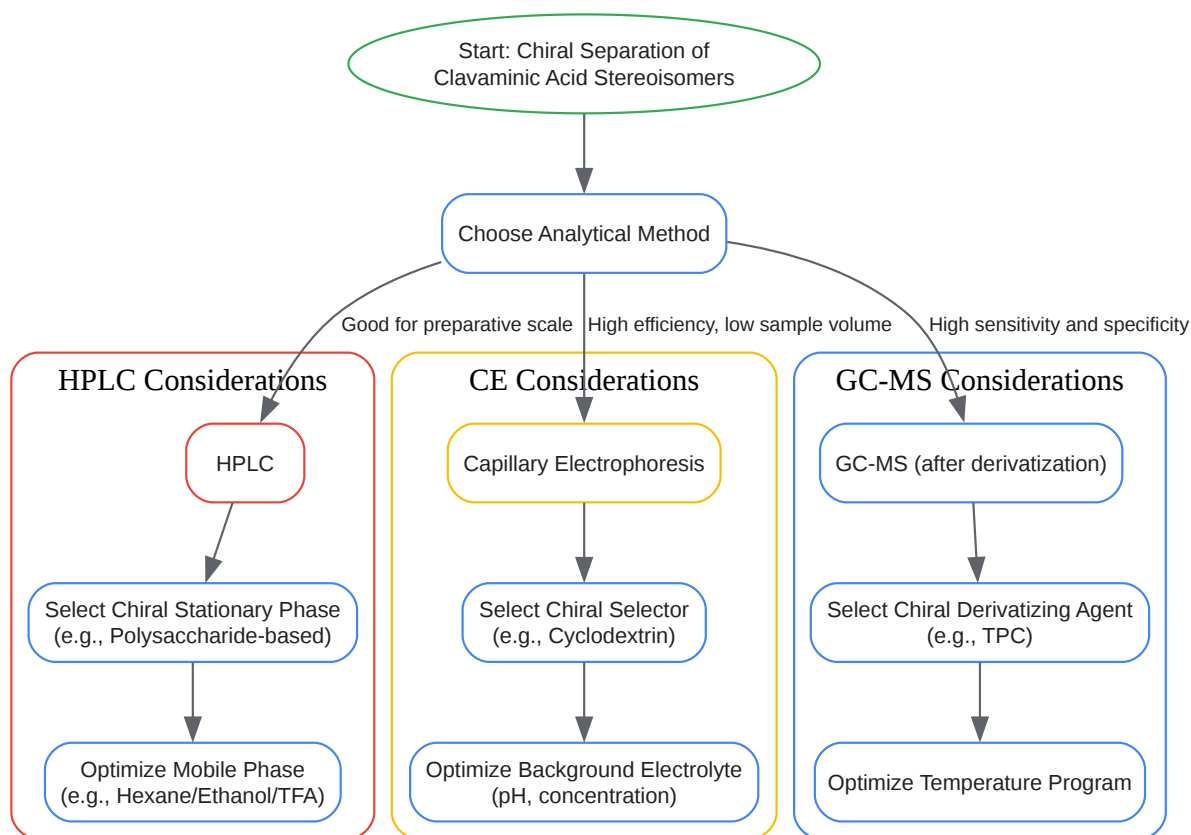 Start: Chiral Separation of
Clavaminic Acid Stereoisomers
Choose Analytical Method
Good for preparative scale
High efficiency, low sample volume
High sensitivity and specificity
HPLC Considerations
CE Considerations
GC-MS Considerations
HPLC
Capillary Electrophoresis
GC-MS (after derivatization)
Select Chiral Stationary Phase
(e.g., Polysaccharide-based)
Select Chiral Selector
(e.g., Cyclodextrin)
Select Chiral Derivatizing Agent
(e.g., TPC)
Optimize Mobile Phase
(e.g., Hexane/Ethanol/TFA)
Optimize Background Electrolyte
(pH, concentration)
Optimize Temperature Program